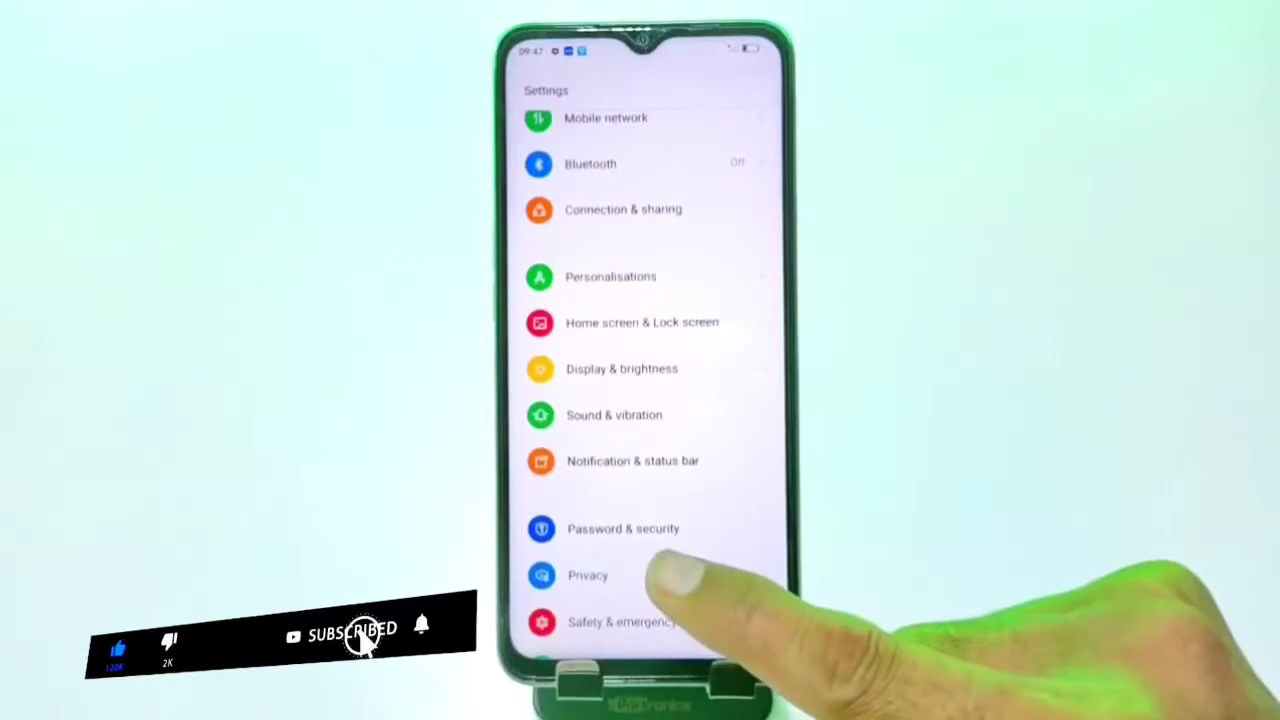 09:47
Settings
Mobile network
Bluetooth
Off
Connection & sharing
Personalisations
Home screen & Lock screen
Display & brightness
Sound & vibration
Notification & status bar
Password & security
Privacy
Safety & emergency
120K
2K
SUBSCRIBED